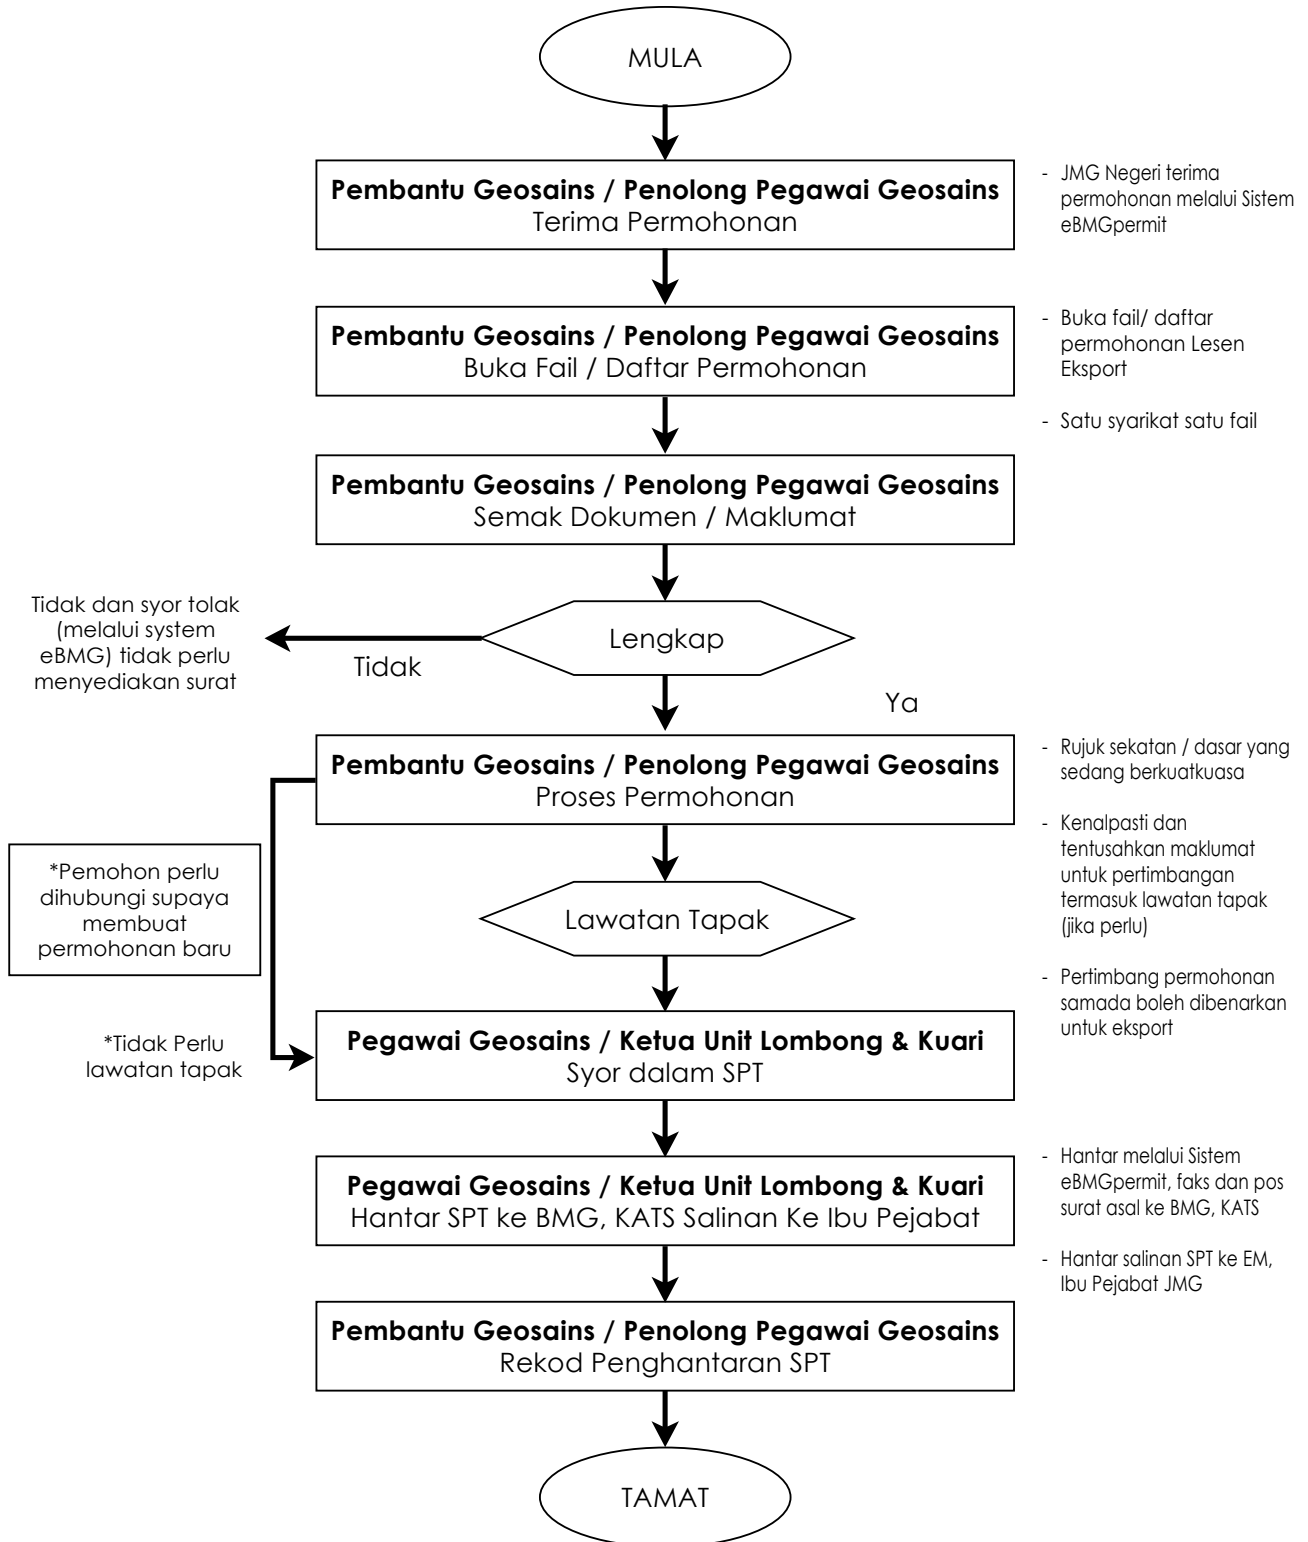 MULA
Pembantu Geosains / Penolong Pegawai Geosains
Terima Permohonan
- JMG Negeri terima
permohonan melalui Sistem
eBMGpermit
Pembantu Geosains / Penolong Pegawai Geosains
Buka Fail / Daftar Permohonan
- Buka fail/ daftar
permohonan Lesen
Eksport
- Satu syarikat satu fail
Pembantu Geosains / Penolong Pegawai Geosains
Semak Dokumen / Maklumat
Lengkap
Tidak
Tidak dan syor tolak
(melalui system
eBMG) tidak perlu
menyediakan surat
Ya
Pembantu Geosains / Penolong Pegawai Geosains
Proses Permohonan
- Rujuk sekatan / dasar yang
sedang berkuatkuasa
- Kenalpasti dan
tentusahkan maklumat
untuk pertimbangan
termasuk lawatan tapak
(jika perlu)
- Pertimbang permohonan
samada boleh dibenarkan
untuk eksport
*Pemohon perlu
dihubungi supaya
membuat
permohonan baru
Lawatan Tapak
*Tidak Perlu
lawatan tapak
Pegawai Geosains / Ketua Unit Lombong & Kuari
Syor dalam SPT
Pegawai Geosains / Ketua Unit Lombong & Kuari
Hantar SPT ke BMG, KATS Salinan Ke Ibu Pejabat
- Hantar melalui Sistem
eBMGpermit, faks dan pos
surat asal ke BMG, KATS
- Hantar salinan SPT ke EM,
Ibu Pejabat JMG
Pembantu Geosains / Penolong Pegawai Geosains
Rekod Penghantaran SPT
TAMAT